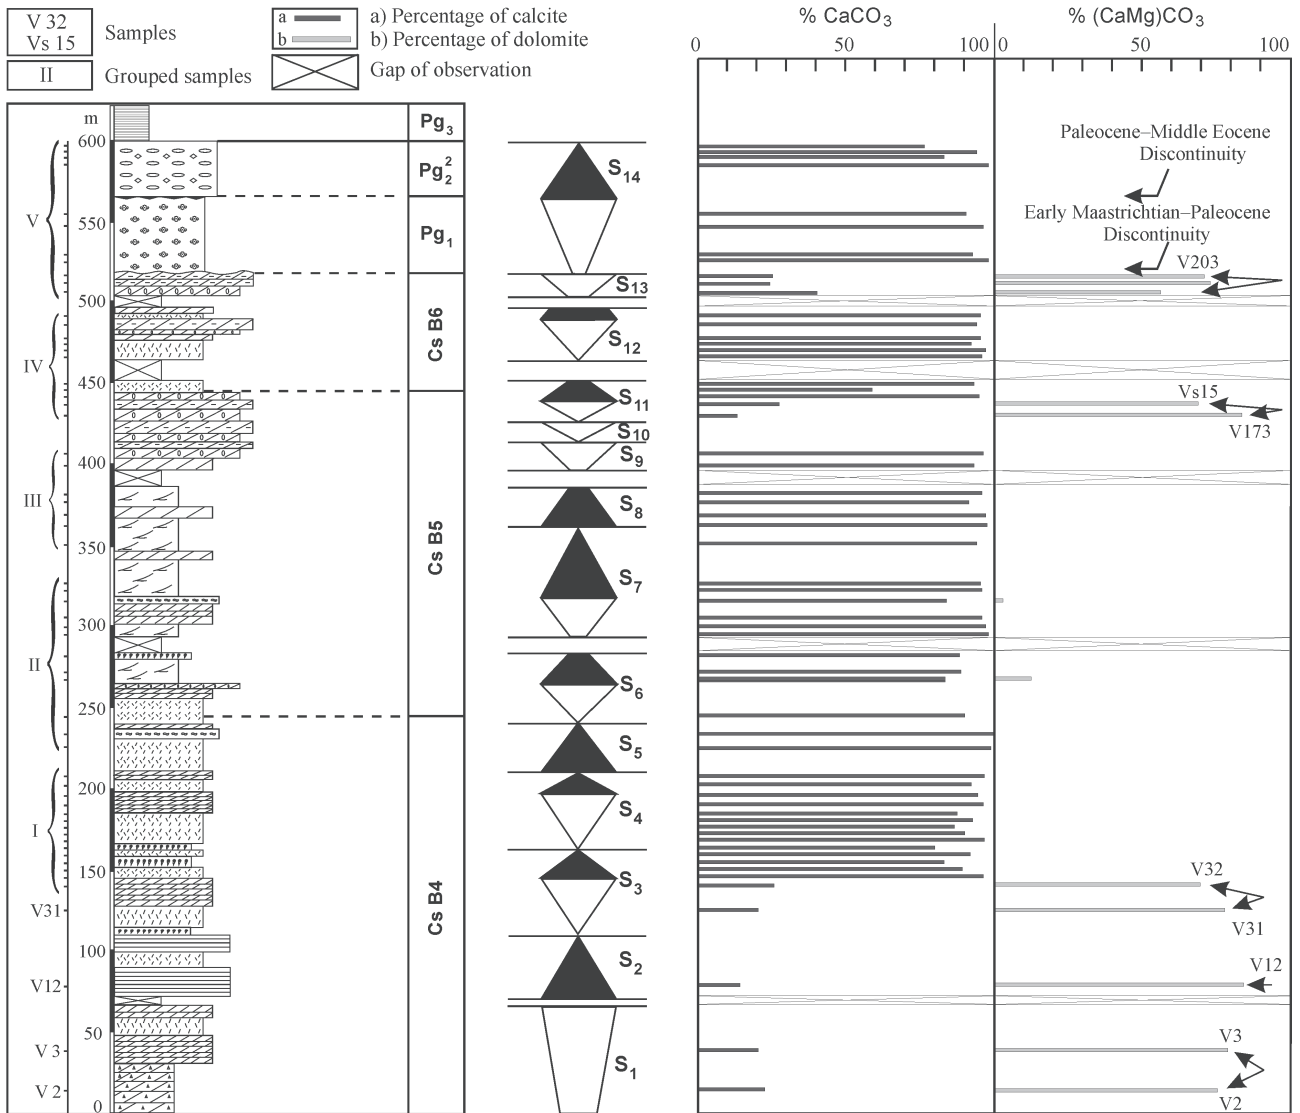 V 32
Vs 15
Samples
II
Grouped samples
a
b
a) Percentage of calcite
b) Percentage of dolomite
Gap of observation
% CaCO₃
% (CaMg)CO₃
0 50 100
0 50 100
m
600
550
500
450
400
350
300
250
200
150
100
50
0
V
IV
III
II
I
V31
V12
V 3
V 2
Pg₃
Pg₂²
Pg₁
Cs B6
Cs B5
Cs B4
S₁₄
S₁₃
S₁₂
S₁₁
S₁₀
S₉
S₈
S₇
S₆
S₅
S₄
S₃
S₂
S₁
Paleocene–Middle Eocene
Discontinuity
Early Maastrichtian–Paleocene
Discontinuity
V203
Vs15
V173
V32
V31
V12
V3
V2